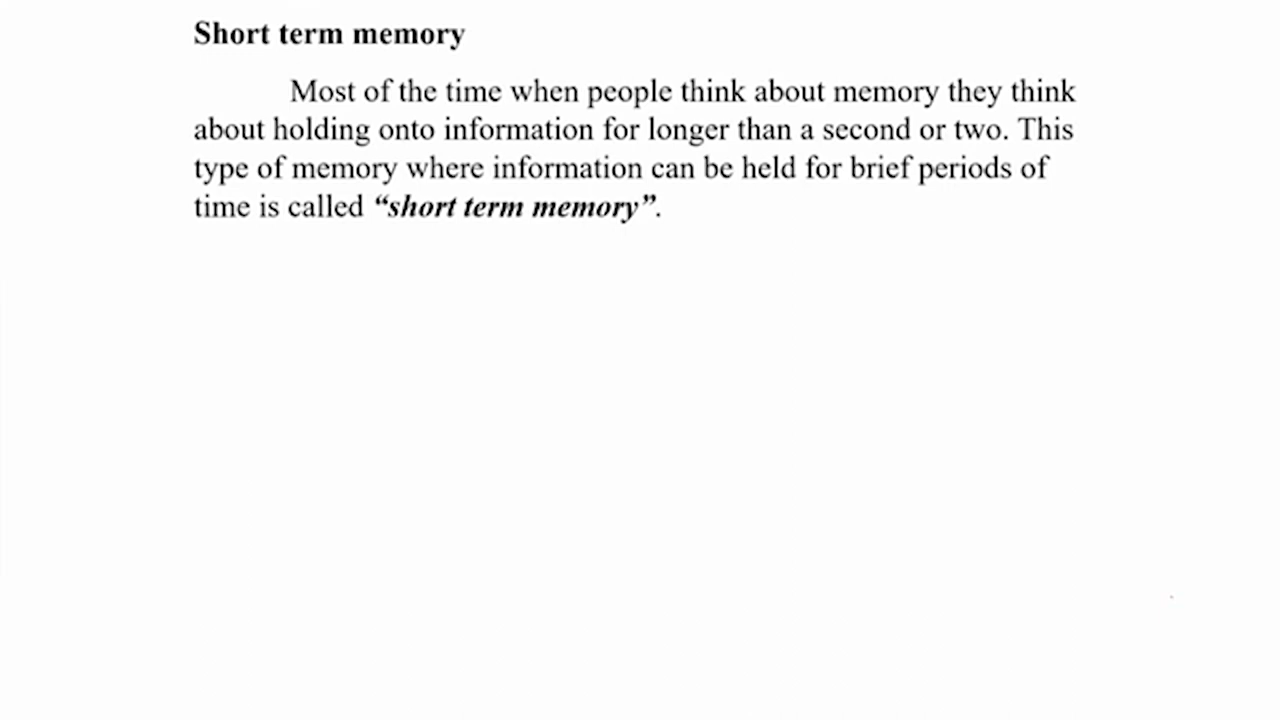 Short term memory
Most of the time when people think about memory they think
about holding onto information for longer than a second or two. This
type of memory where information can be held for brief periods of
time is called “short term memory”.